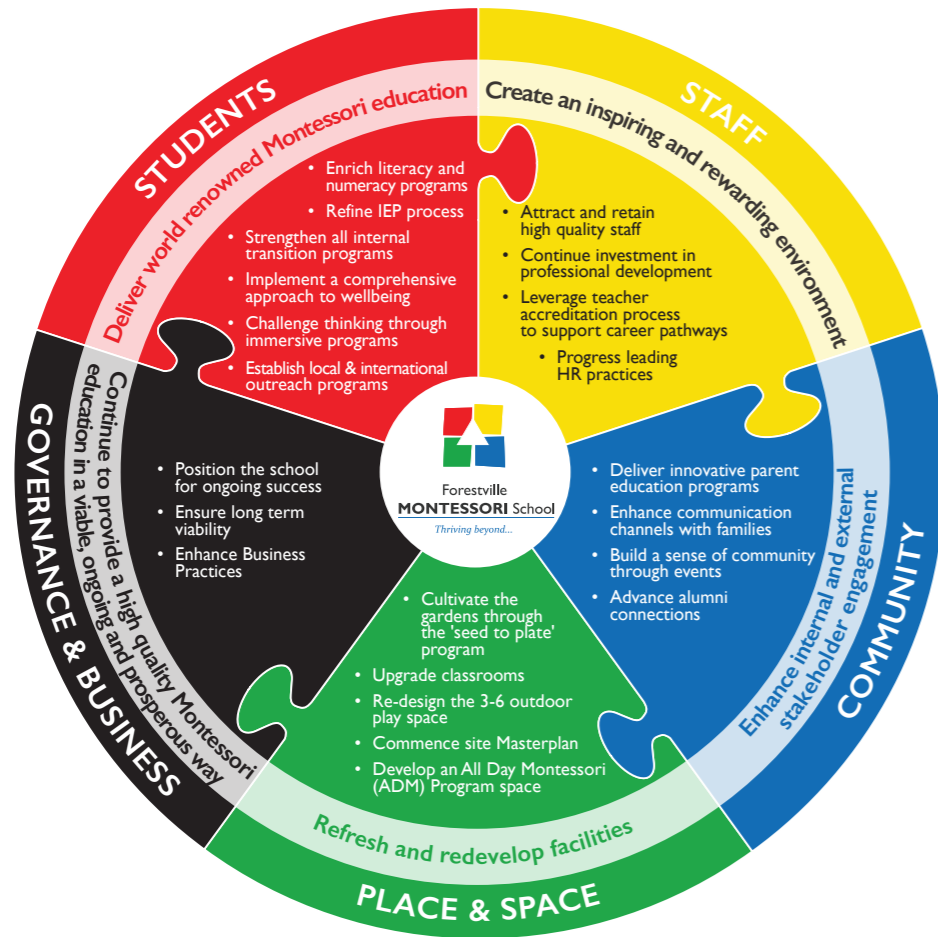 STUDENTS
Deliver world renowned Montessori education
• Enrich literacy and
numeracy programs
• Refine IEP process
• Strengthen all internal
transition programs
• Implement a comprehensive
approach to wellbeing
• Challenge thinking through
immersive programs
• Establish local & international
outreach programs
STAFF
Create an inspiring and rewarding environment
• Attract and retain
high quality staff
• Continue investment in
professional development
• Leverage teacher
accreditation process
to support career pathways
• Progress leading
HR practices
COMMUNITY
Enhance internal and external
stakeholder engagement
• Deliver innovative parent
education programs
• Enhance communication
channels with families
• Build a sense of community
through events
• Advance alumni
connections
PLACE & SPACE
Refresh and redevelop facilities
• Cultivate the
gardens through
the 'seed to plate'
program
• Upgrade classrooms
• Re-design the 3-6 outdoor
play space
• Commence site Masterplan
• Develop an All Day Montessori
(ADM) Program space
GOVERNANCE & BUSINESS
Continue to provide a high quality Montessori
education in a viable, ongoing and prosperous way
• Position the school
for ongoing success
• Ensure long term
viability
• Enhance Business
Practices
Forestville
MONTESSORI School
Thriving beyond...